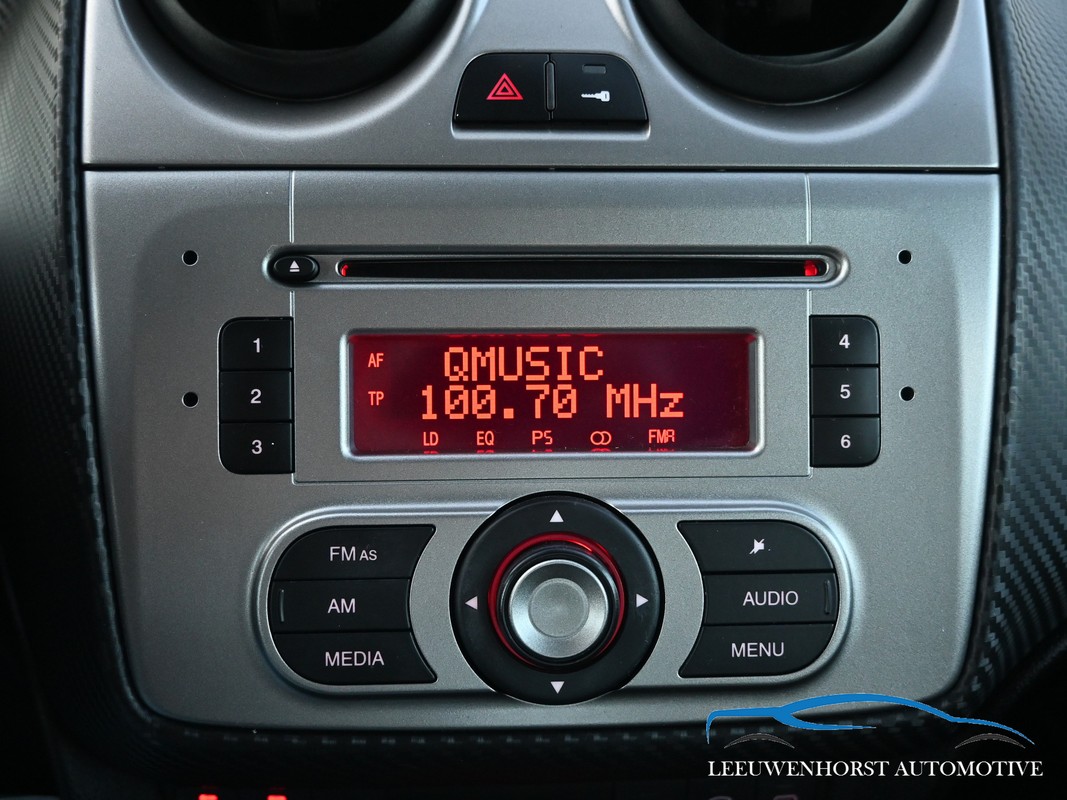 1
2
3
AF
QMUSIC
TP
100.70 MHz
LD EQ PS FMA
4
5
6
FM AS
AM
MEDIA
AUDIO
MENU
LEEUWENHORST AUTOMOTIVE